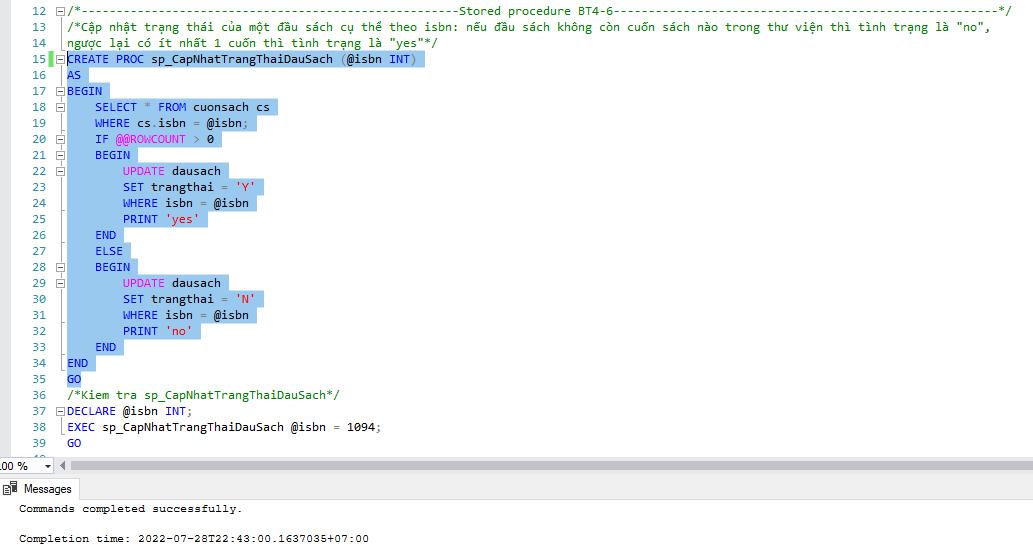 12 /*------------------------------------------------------Stored procedure BT4-6-------------------------------------------------------*/
13 /*Cập nhật trạng thái của một đầu sách cụ thể theo isbn: nếu đầu sách không còn cuốn sách nào trong thư viện thì tình trạng là "no",
14 ngược lại có ít nhất 1 cuốn thì tình trạng là "yes"*/
15 CREATE PROC sp_CapNhatTrangThaiDauSach (@isbn INT)
16 AS
17 BEGIN
18 SELECT * FROM cuonsach cs
19 WHERE cs.isbn = @isbn;
20 IF @@ROWCOUNT > 0
21 BEGIN
22 UPDATE dausach
23 SET trangthai = 'Y'
24 WHERE isbn = @isbn
25 PRINT 'yes'
26 END
27 ELSE
28 BEGIN
29 UPDATE dausach
30 SET trangthai = 'N'
31 WHERE isbn = @isbn
32 PRINT 'no'
33 END
34 END
35 GO
36 /*Kiem tra sp_CapNhatTrangThaiDauSach*/
37 DECLARE @isbn INT;
38 EXEC sp_CapNhatTrangThaiDauSach @isbn = 1094;
39 GO
00 %
Messages
Commands completed successfully.
Completion time: 2022-07-28T22:43:00.1637035+07:00